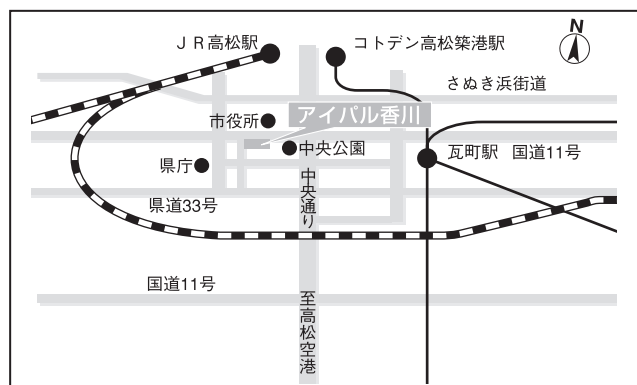 N
JR高松駅
コトデン高松築港駅
さぬき浜街道
アイパル香川
市役所
中央公園
瓦町駅 国道11号
県庁
中央通り
県道33号
国道11号
至高松空港